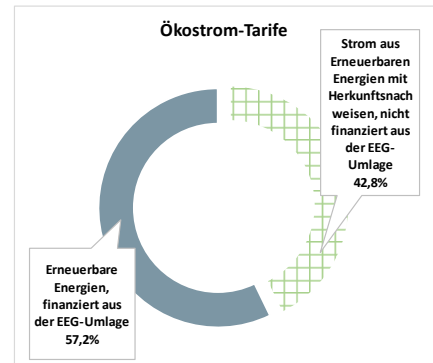 Ökostrom-Tarife
Strom aus
Erneuerbaren
Energien mit
Herkunftsnach
weisen, nicht
finanziert aus
der EEG-
Umlage
42,8%
Erneuerbare
Energien,
finanziert aus
der EEG-Umlage
57,2%